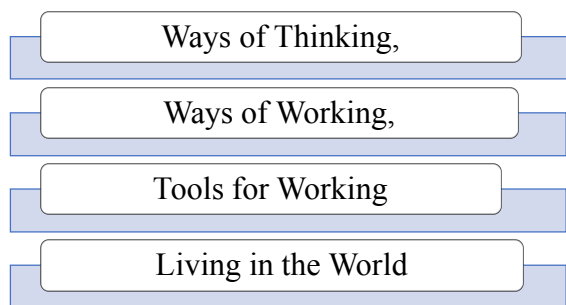 Ways of Thinking,
Ways of Working,
Tools for Working
Living in the World